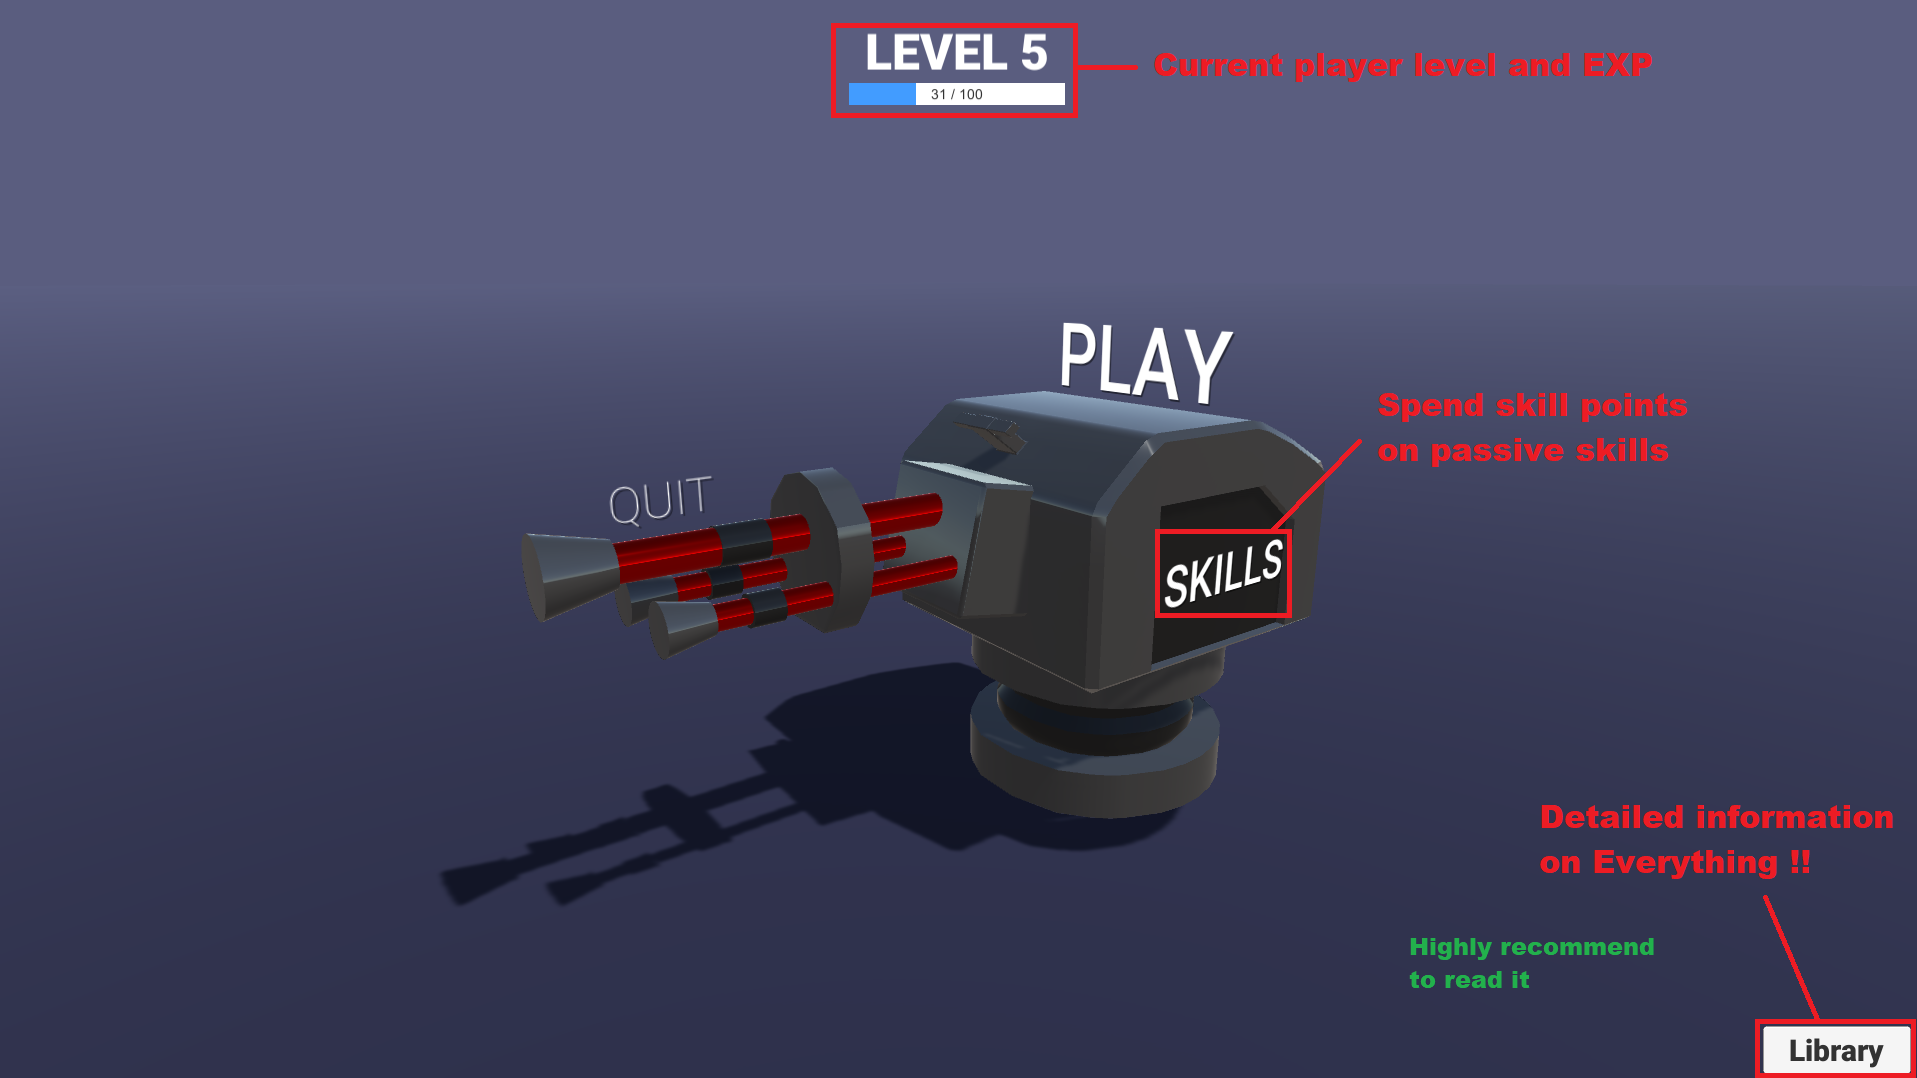 LEVEL 5
31 / 100
Current player level and EXP
PLAY
Spend skill points
on passive skills
QUIT
SKILLS
Detailed information
on Everything !!
Highly recommend
to read it
Library